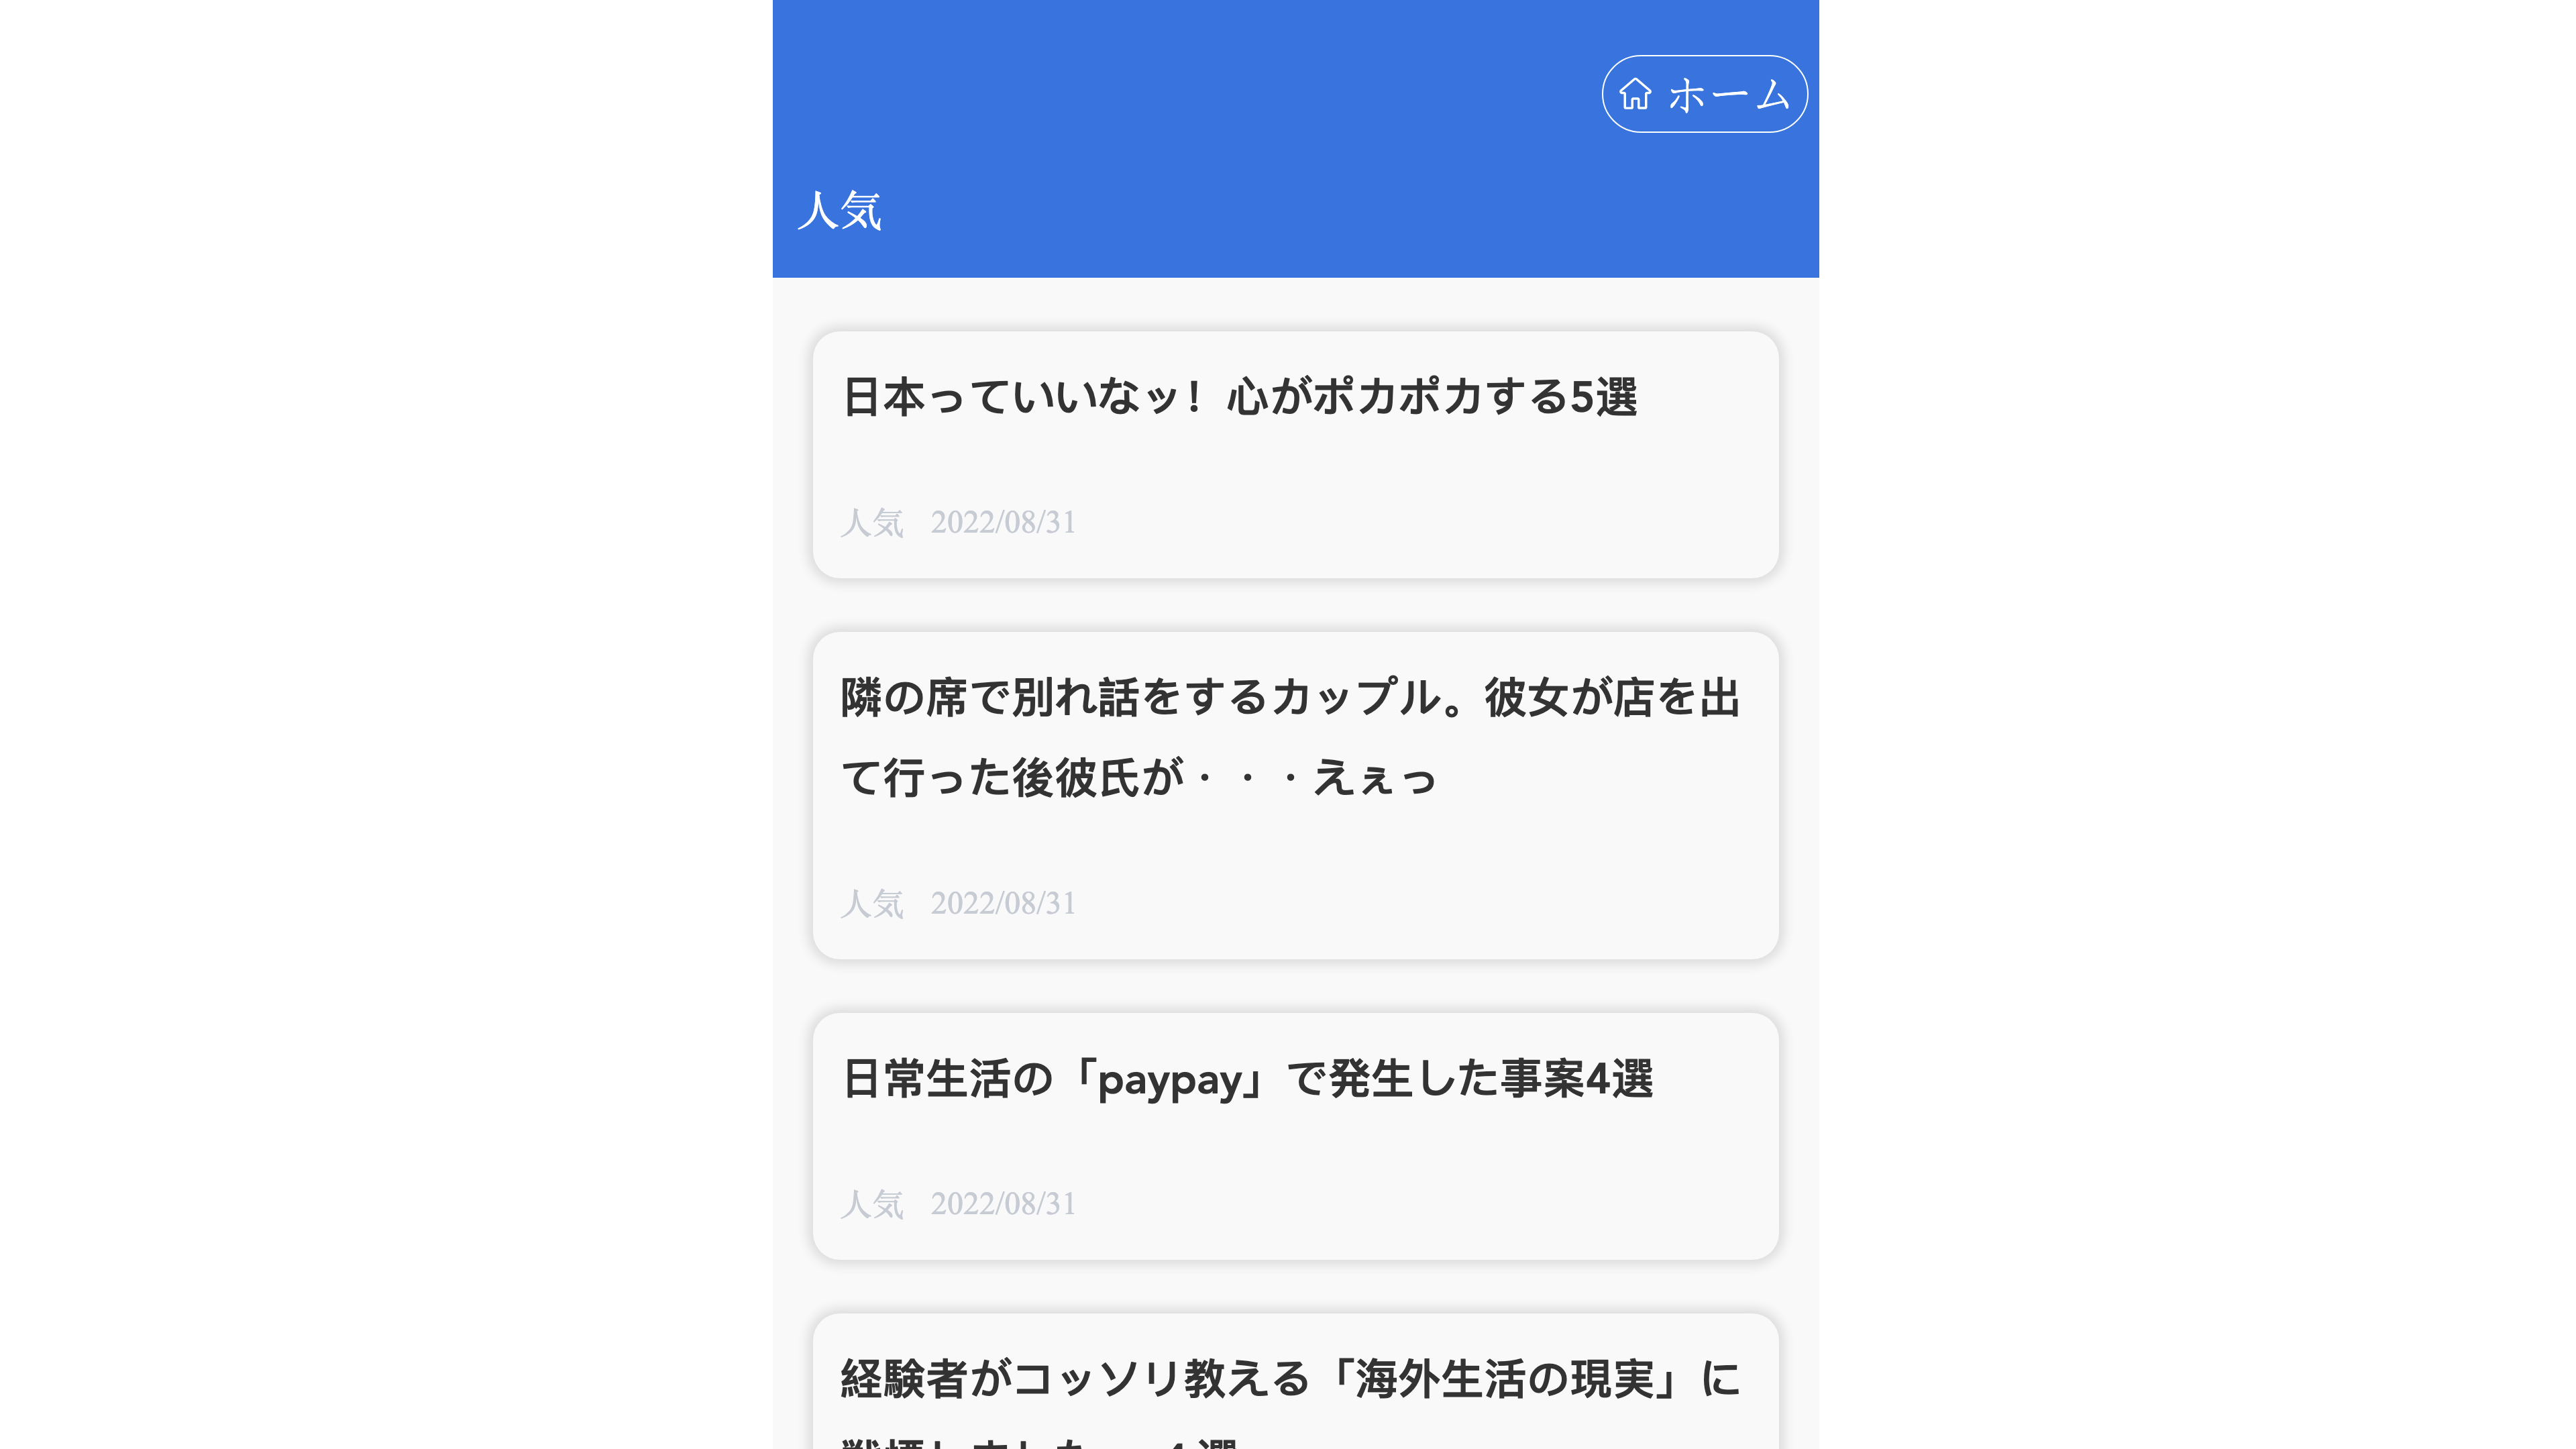 ホーム
人気
日本っていいなッ！心がポカポカする5選
人気 2022/08/31
隣の席で別れ話をするカップル。彼女が店を出
て行った後彼氏が・・・えぇっ
人気 2022/08/31
日常生活の「paypay」で発生した事案4選
人気 2022/08/31
経験者がコッソリ教える「海外生活の現実」に